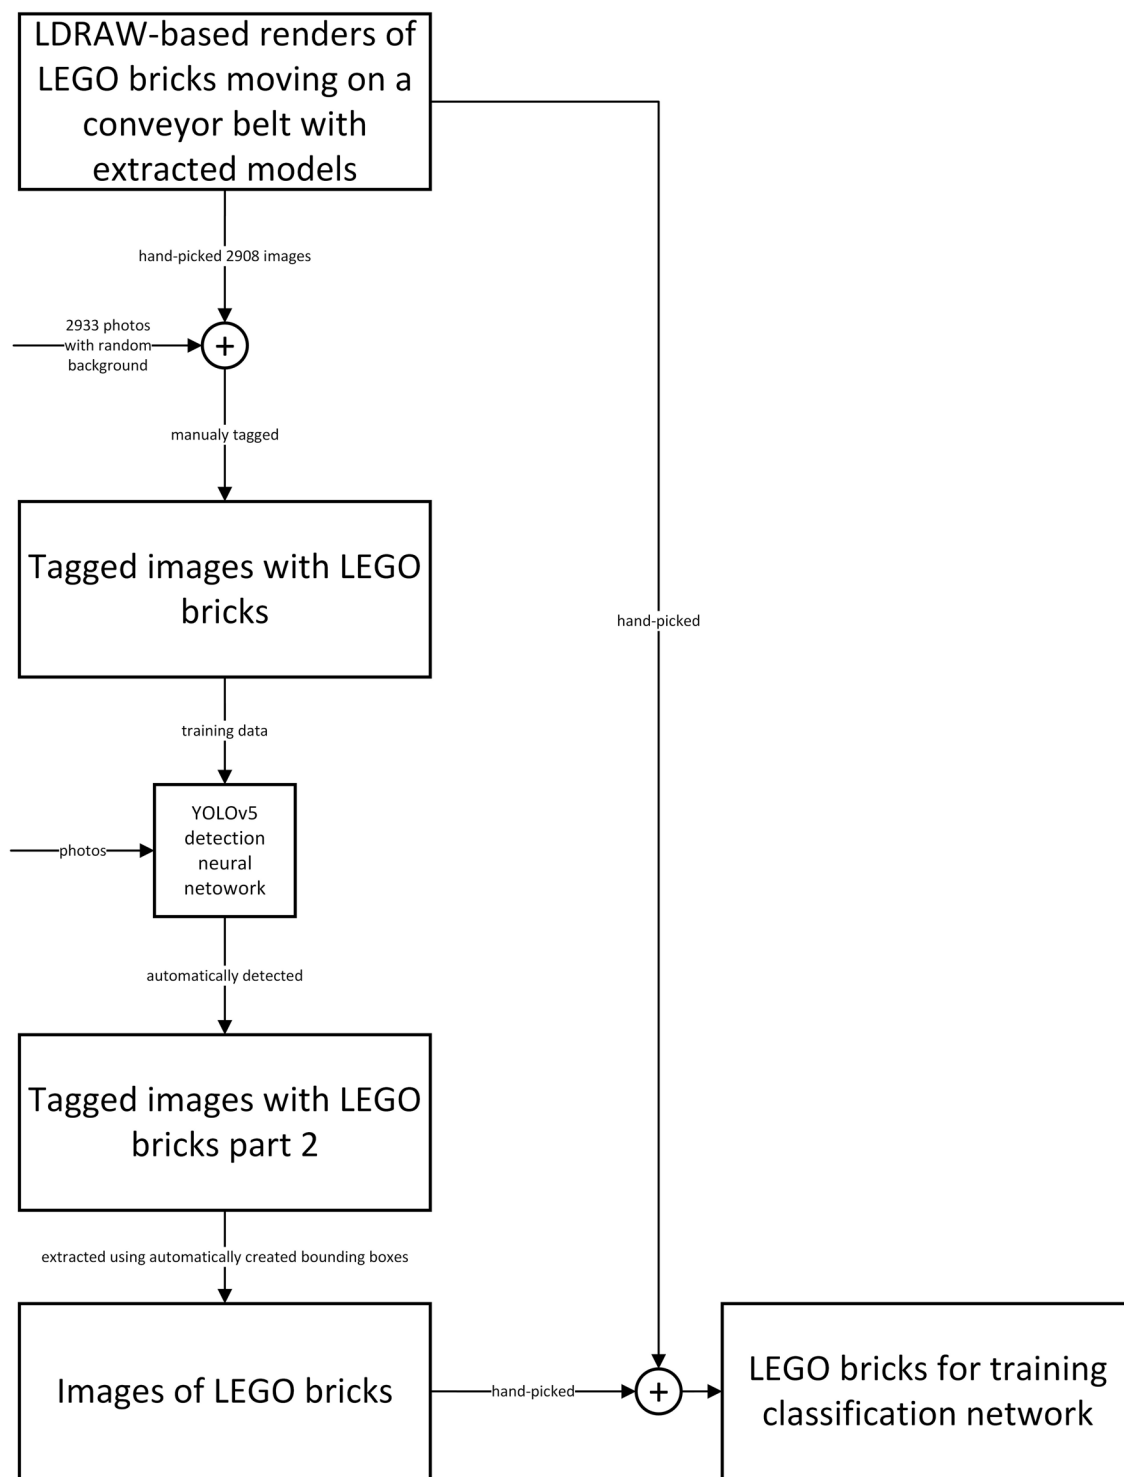 LDRAW-based renders of
LEGO bricks moving on a
conveyor belt with
extracted models
hand-picked 2908 images
2933 photos
with random
background
+
manualy tagged
Tagged images with LEGO
bricks
hand-picked
training data
YOLOv5
detection
neural
netowork
photos
automatically detected
Tagged images with LEGO
bricks part 2
extracted using automatically created bounding boxes
Images of LEGO bricks
hand-picked
+
LEGO bricks for training
classification network